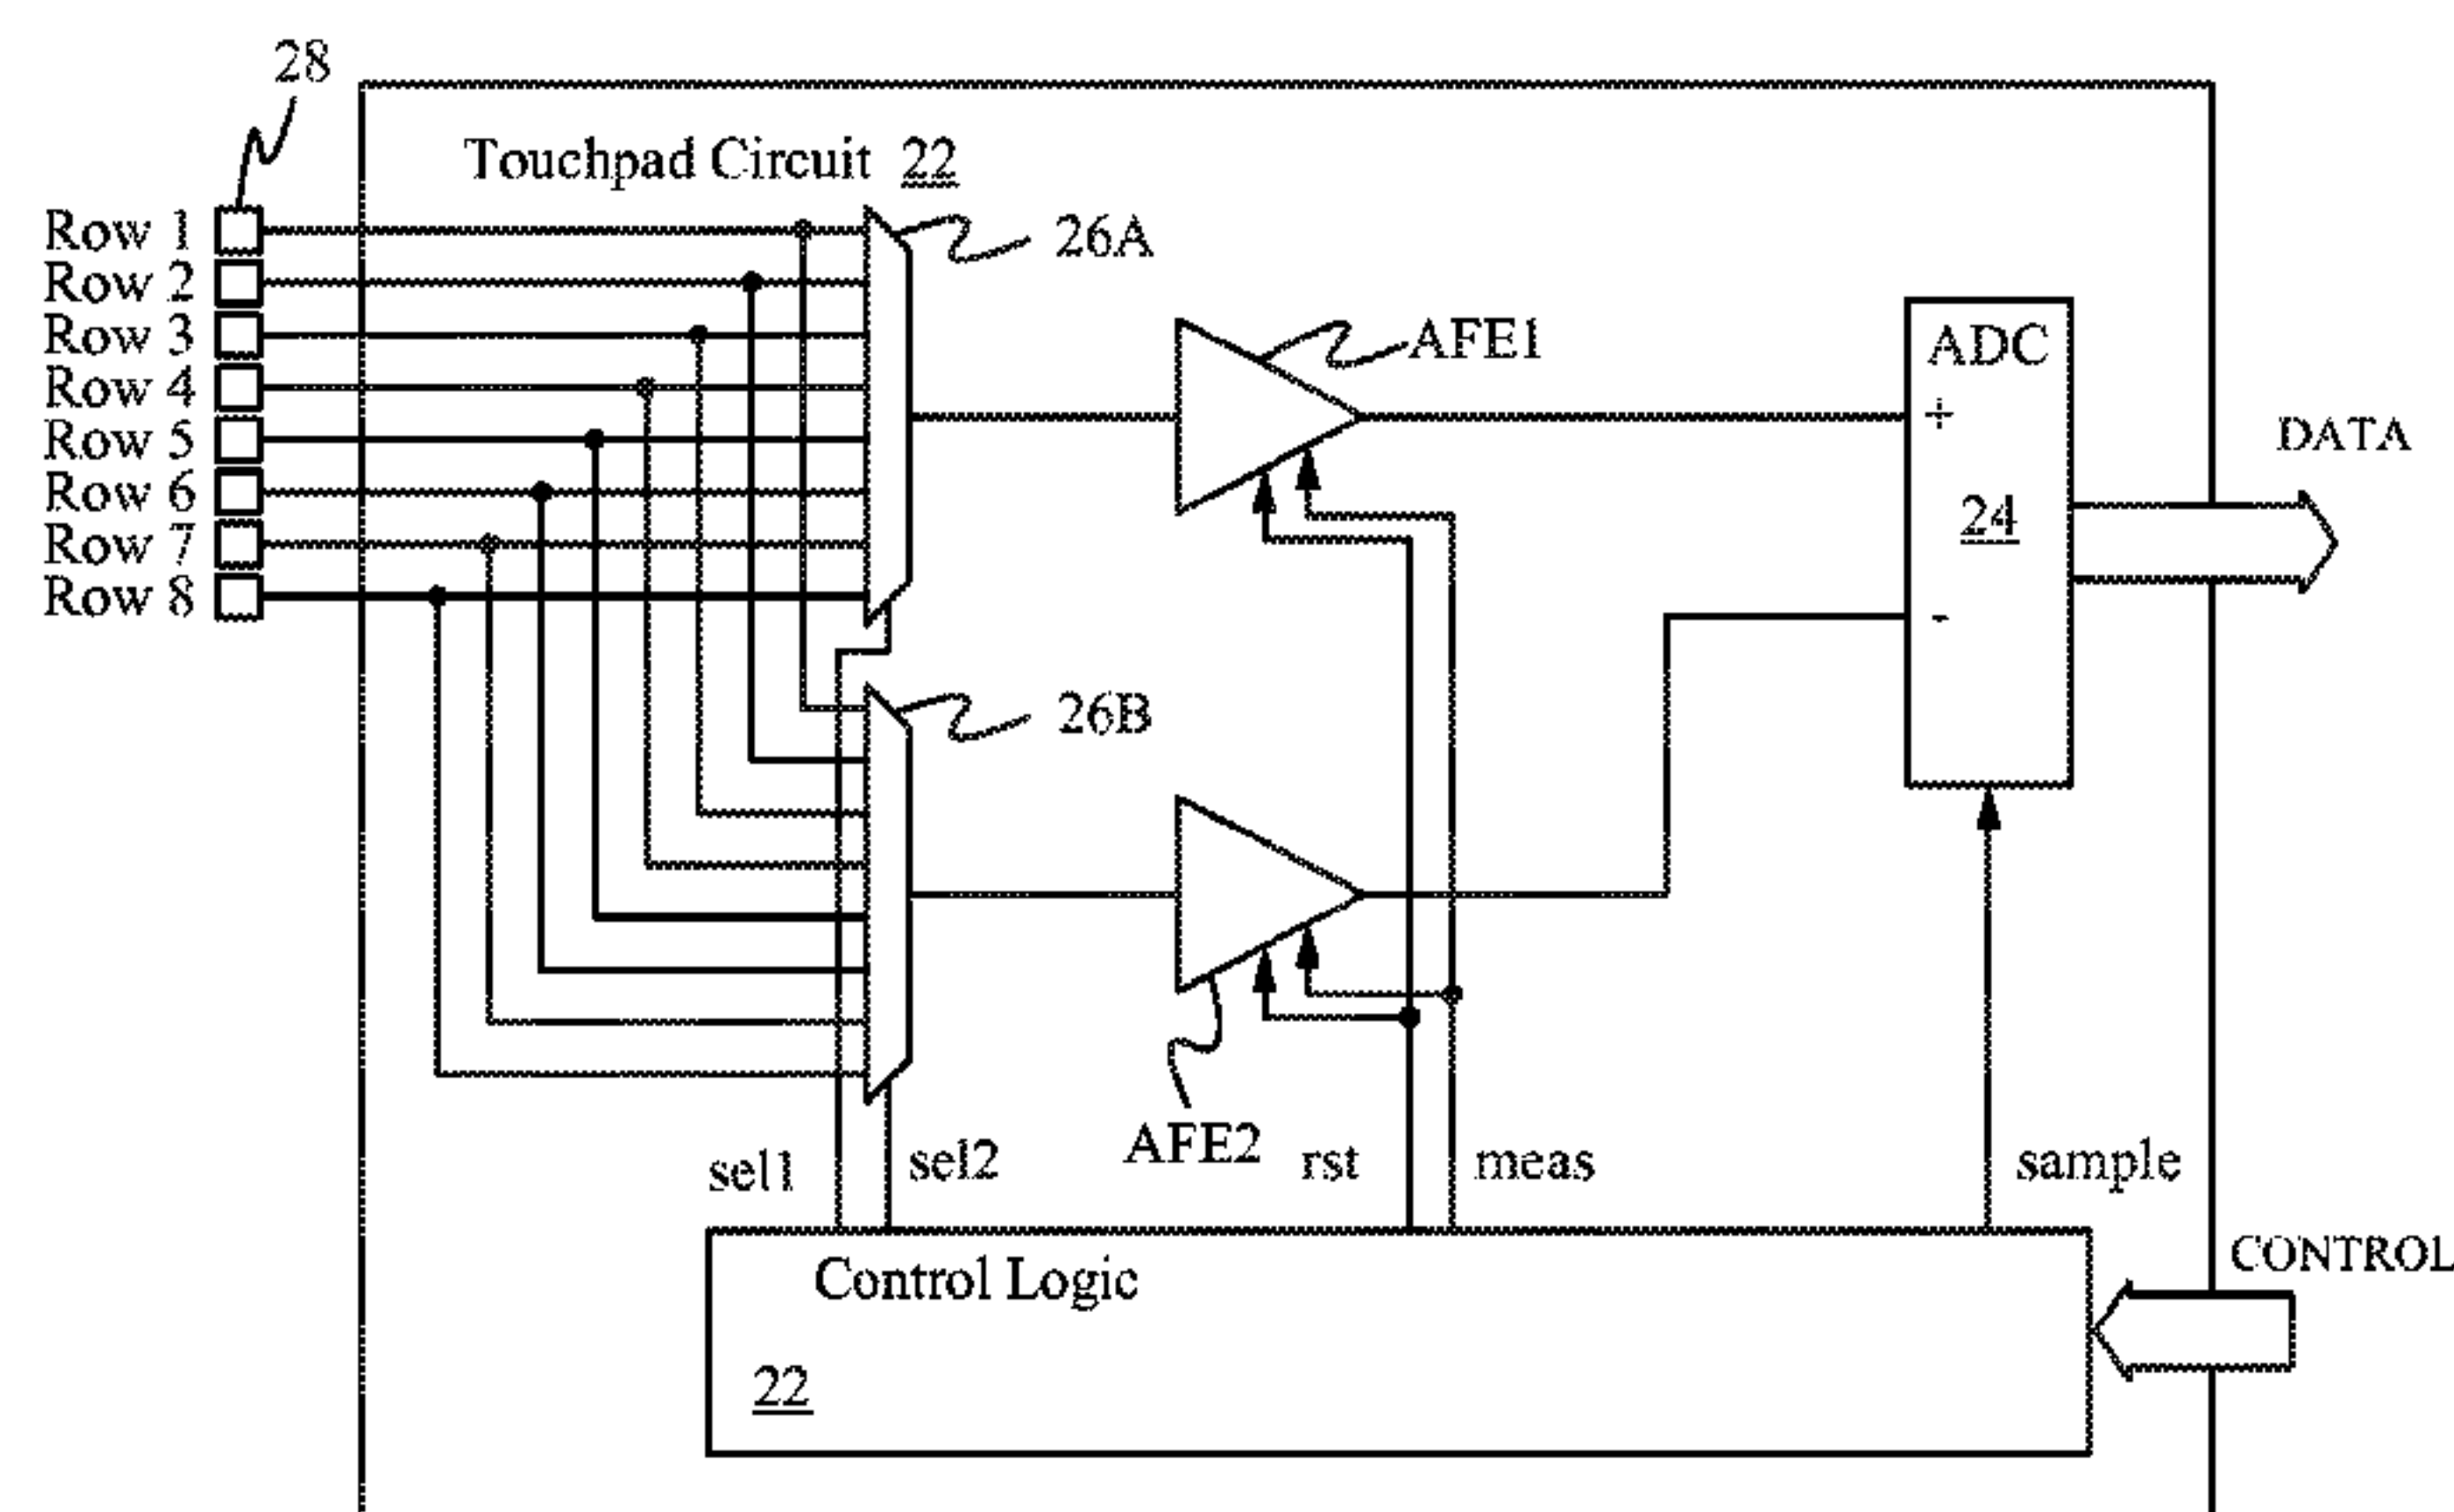 28
Touchpad Circuit 22
Row 1
Row 2
Row 3
Row 4
Row 5
Row 6
Row 7
Row 8
26A
AFE1
ADC
+
24
-
DATA
26B
AFE2
sel1
sel2
rst
meas
sample
Control Logic
22
CONTROL